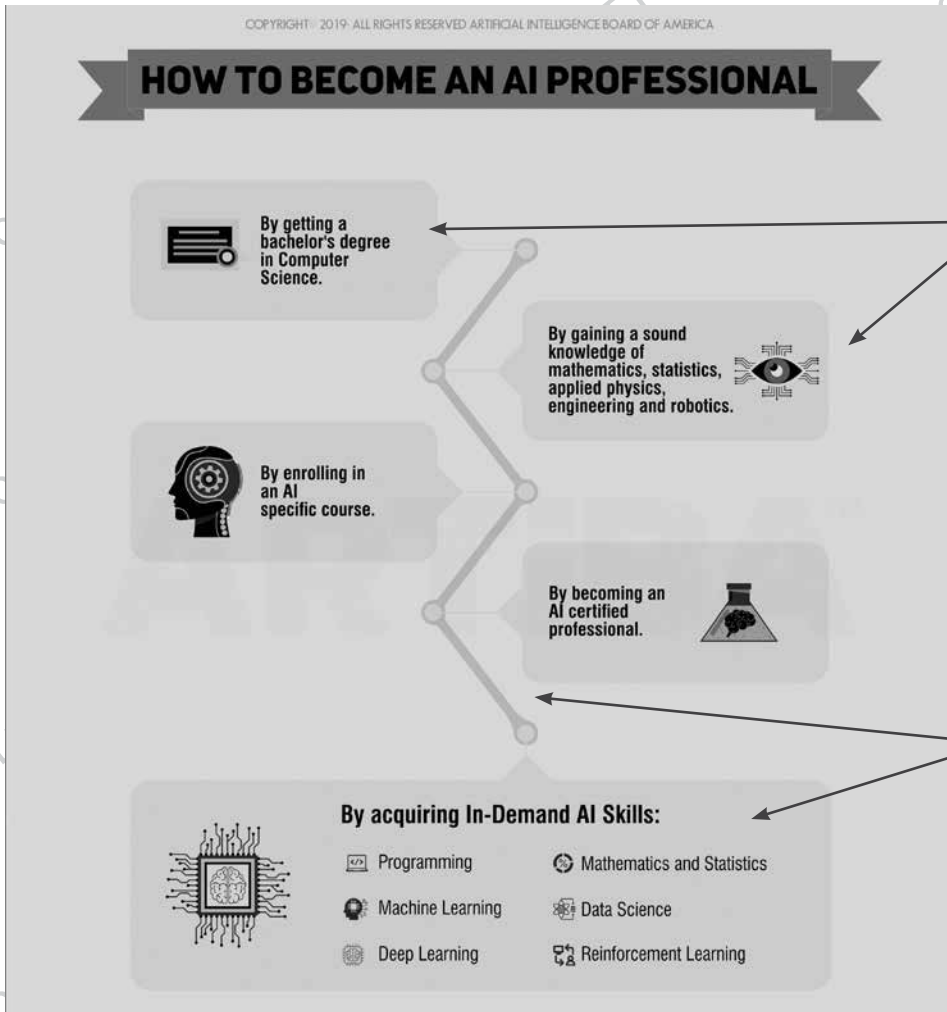 COPYRIGHT 2019- ALL RIGHTS RESERVED ARTIFICIAL INTELLIGENCE BOARD OF AMERICA
HOW TO BECOME AN AI PROFESSIONAL
By getting a
bachelor's degree
in Computer
Science.
By gaining a sound
knowledge of
mathematics, statistics,
applied physics,
engineering and robotics.
By enrolling in
an AI
specific course.
By becoming an
AI certified
professional.
By acquiring In-Demand AI Skills:
Programming
Mathematics and Statistics
Machine Learning
Data Science
Deep Learning
Reinforcement Learning